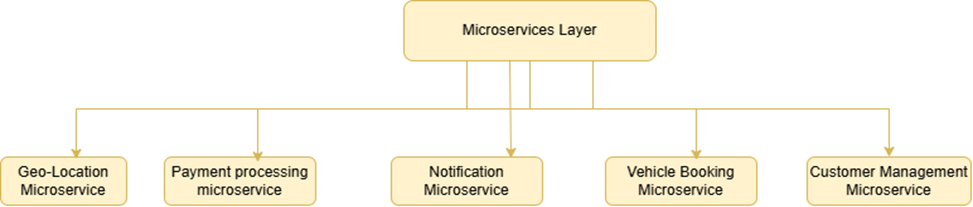 Microservices Layer
Geo-Location
Microservice
Payment processing
microservice
Notification
Microservice
Vehicle Booking
Microservice
Customer Management
Microservice